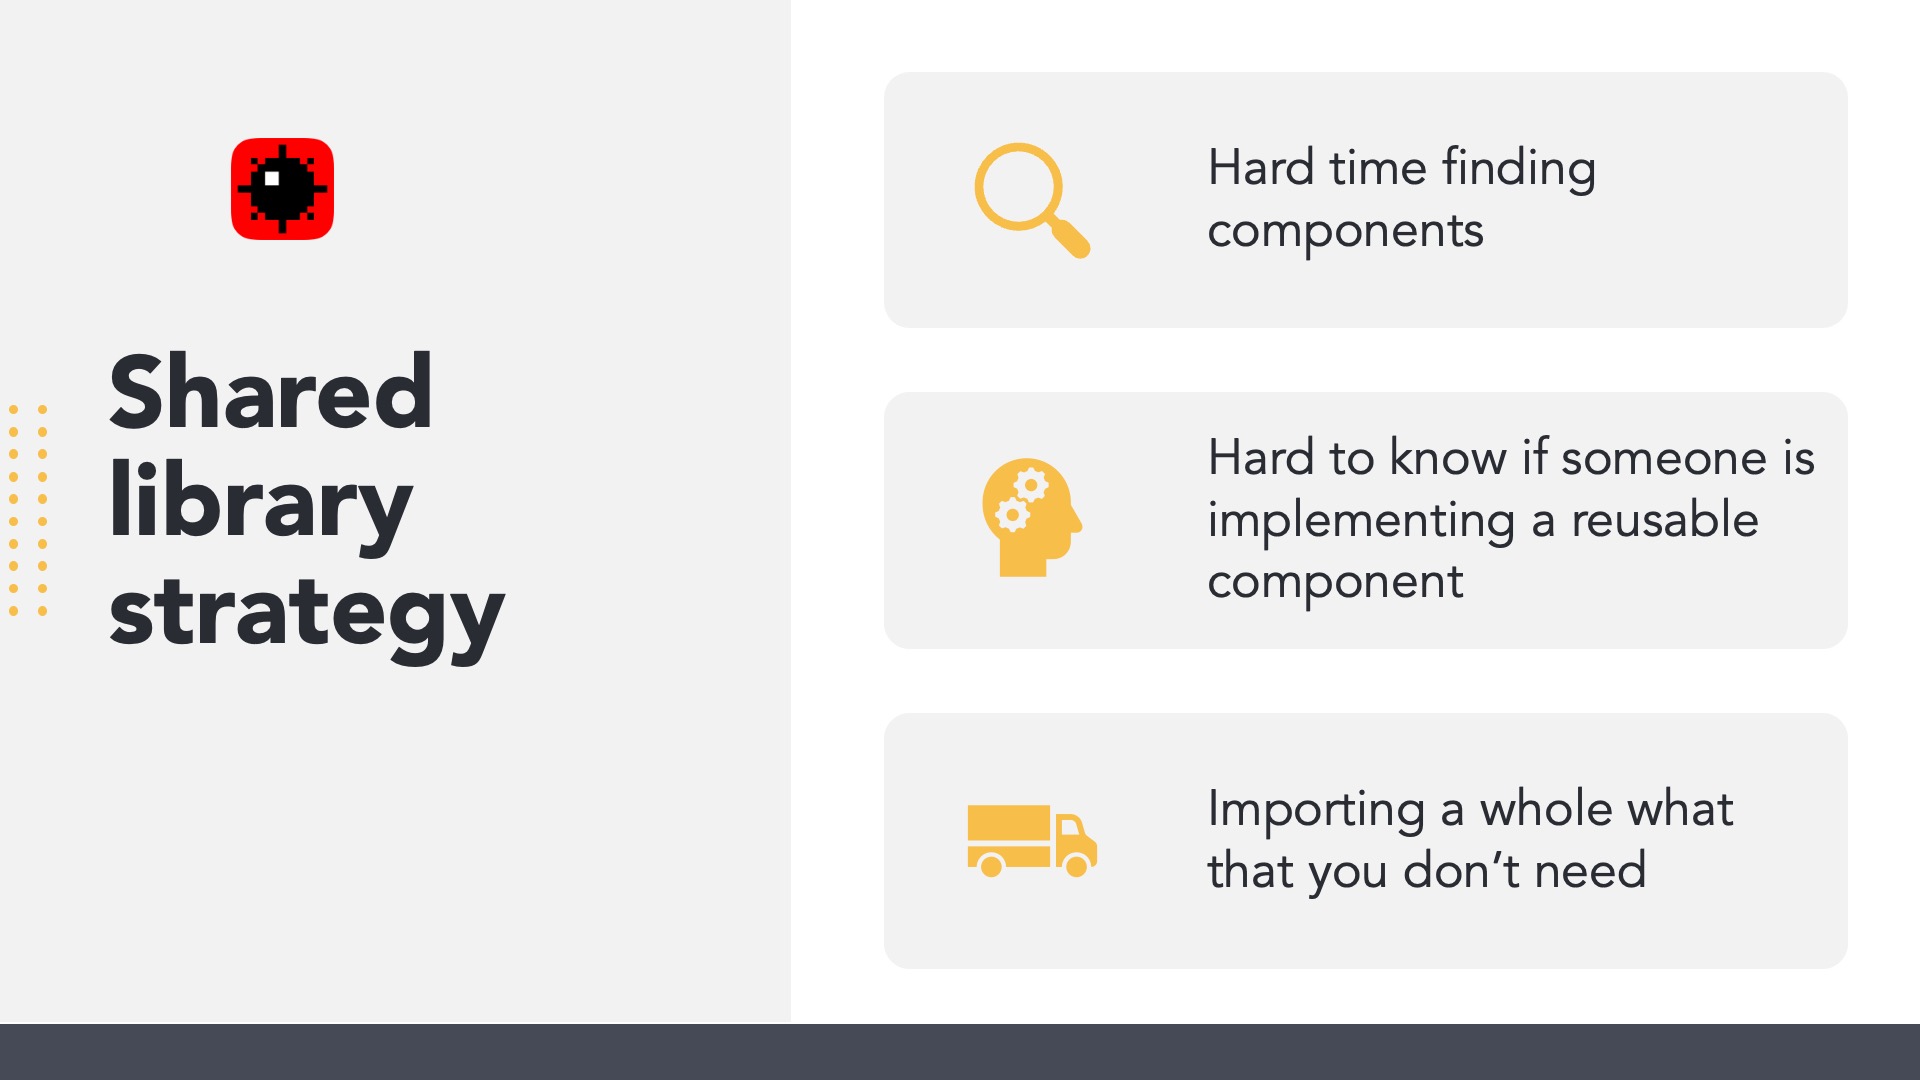 Shared
library
strategy
Hard time finding
components
Hard to know if someone is
implementing a reusable
component
Importing a whole what
that you don’t need